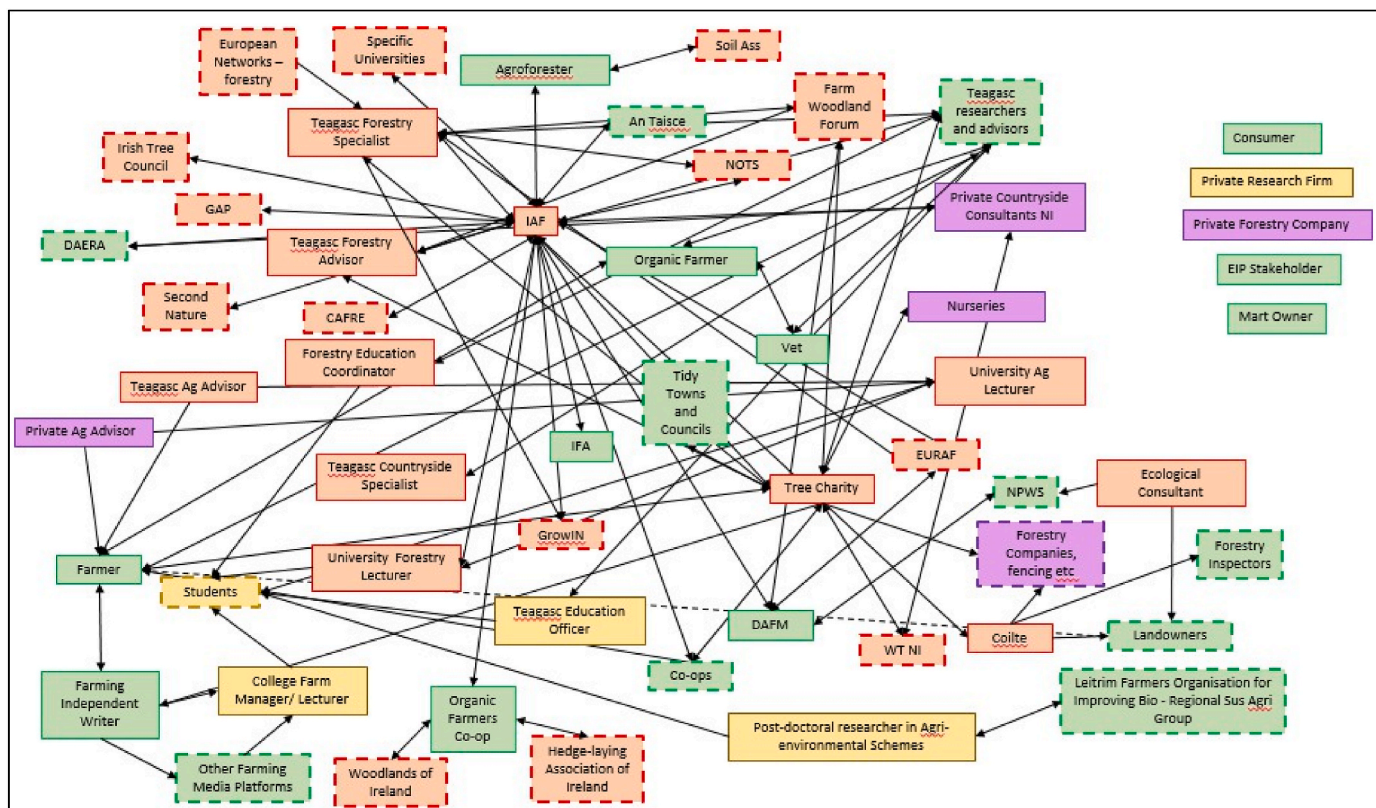 European
Networks –
forestry
Specific
Universities
Agroforester
Soil Ass
Teagasc Forestry
Specialist
An Taisce
Farm
Woodland
Forum
Teagasc
researchers
and advisors
Consumer
Irish Tree
Council
NOTS
Private Research Firm
GAP
IAF
Private Countryside
Consultants NI
Private Forestry Company
DAERA
Teagasc Forestry
Advisor
Organic Farmer
EIP Stakeholder
Second
Nature
CAFRE
Nurseries
Mart Owner
Forestry Education
Coordinator
Vet
Teagasc Ag Advisor
Tidy
Towns
and
Councils
University Ag
Lecturer
Private Ag Advisor
IFA
EURAF
Teagasc Countryside
Specialist
Tree Charity
NPWS
Ecological
Consultant
GrowIN
Forestry
Companies,
fencing etc
Forestry
Inspectors
Farmer
University Forestry
Lecturer
Students
Teagasc Education
Officer
DAFM
WT NI
Coilte
Landowners
Co-ops
Farming
Independent
Writer
College Farm
Manager/ Lecturer
Organic
Farmers
Co-op
Leitrim Farmers Organisation for
Improving Bio - Regional Sus Agri
Group
Post-doctoral researcher in Agri-
environmental Schemes
Other Farming
Media Platforms
Woodlands of
Ireland
Hedge-laying
Association of
Ireland